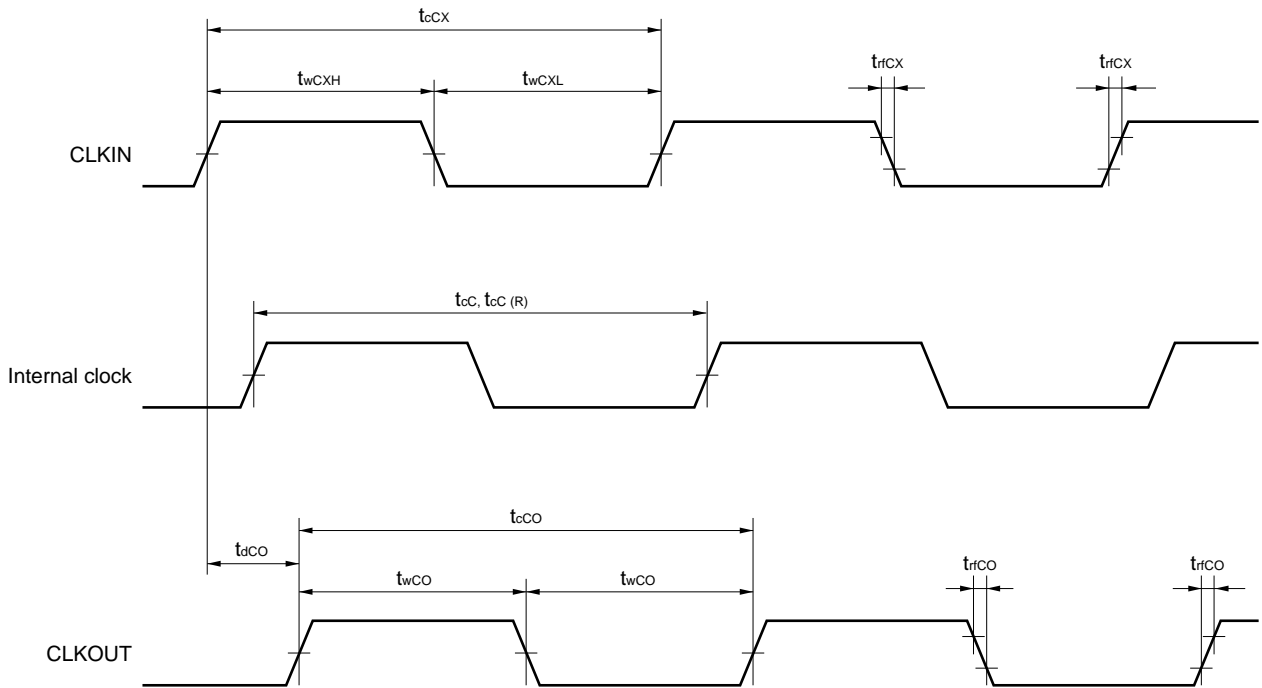 tcCX
twCXH
twCXL
trfCX
trfCX
CLKIN
tcC, tcC (R)
Internal clock
tcCO
tdCO
twCO
twCO
trfCO
trfCO
CLKOUT